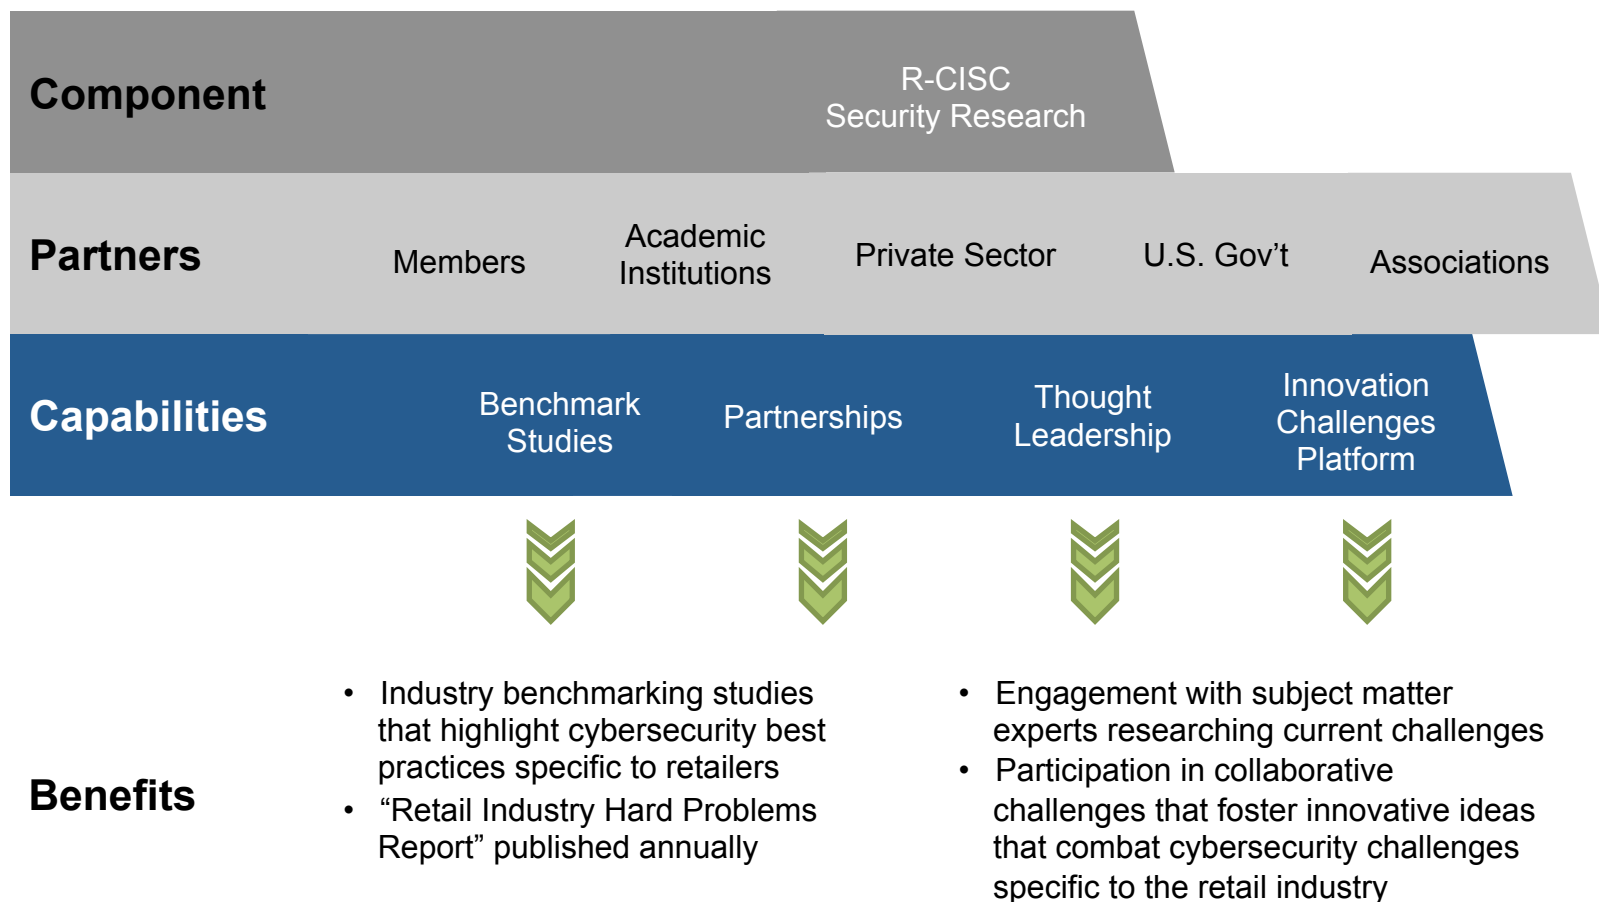 Component
R-CISC
Security Research
Partners
Members
Academic
Institutions
Private Sector
U.S. Gov’t
Associations
Capabilities
Benchmark
Studies
Partnerships
Thought
Leadership
Innovation
Challenges
Platform
Benefits
• Industry benchmarking studies
that highlight cybersecurity best
practices specific to retailers
• “Retail Industry Hard Problems
Report” published annually
• Engagement with subject matter
experts researching current challenges
• Participation in collaborative
challenges that foster innovative ideas
that combat cybersecurity challenges
specific to the retail industry